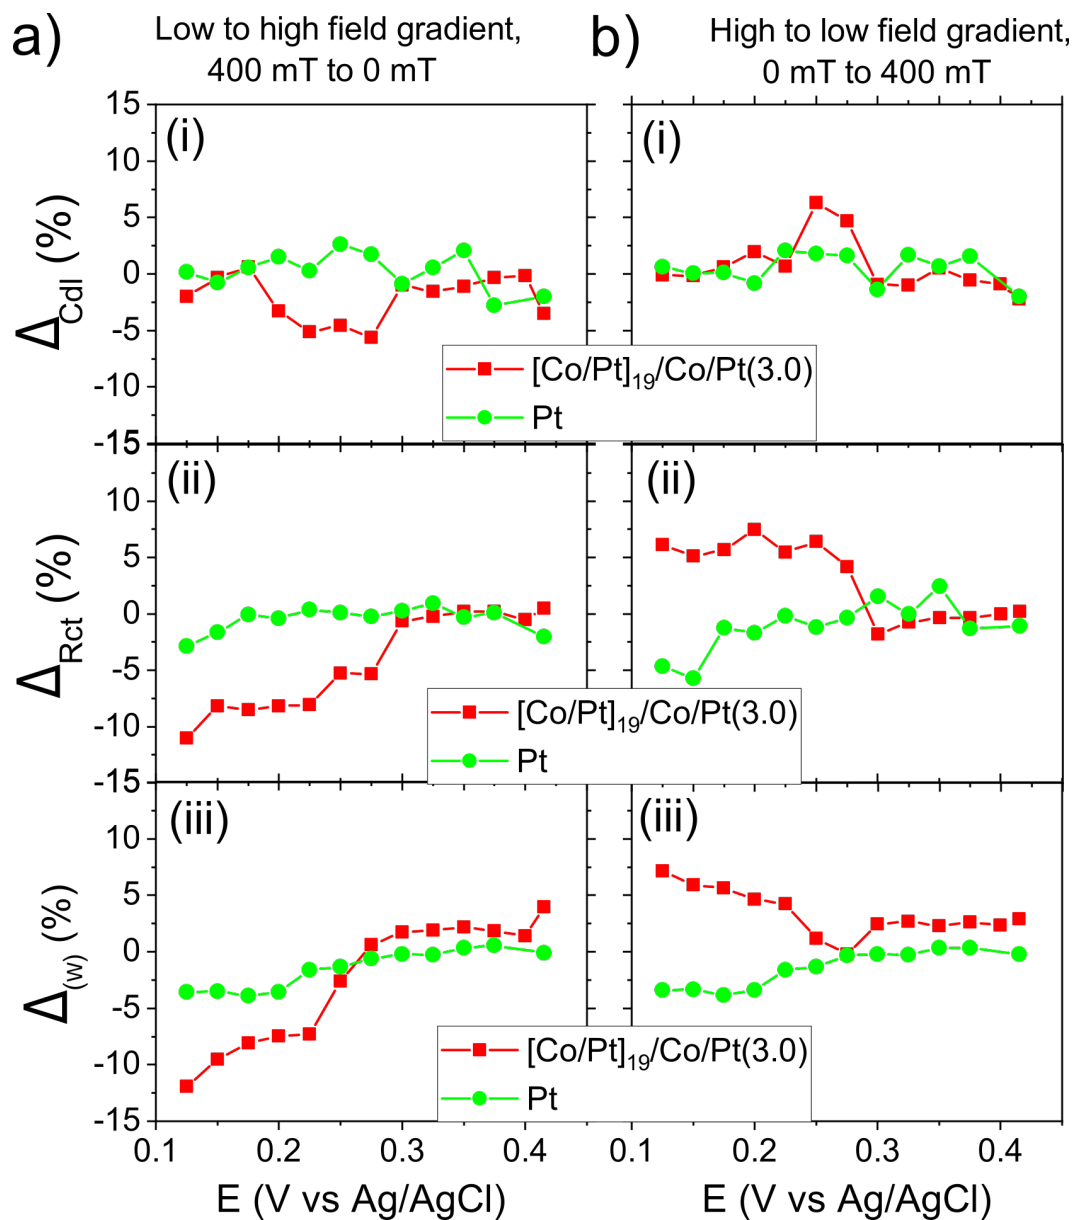 a)
Low to high field gradient,
400 mT to 0 mT
b)
High to low field gradient,
0 mT to 400 mT
(i)
15
10
5
0
-5
-10
-15
Δ_Cdl (%)
(i)
[Co/Pt]₁₉/Co/Pt(3.0)
Pt
(ii)
10
5
0
-5
-10
-15
Δ_Rct (%)
(ii)
[Co/Pt]₁₉/Co/Pt(3.0)
Pt
(iii)
10
5
0
-5
-10
-15
Δ_(w) (%)
(iii)
[Co/Pt]₁₉/Co/Pt(3.0)
Pt
0.1 0.2 0.3 0.4
0.1 0.2 0.3 0.4
E (V vs Ag/AgCl)
E (V vs Ag/AgCl)